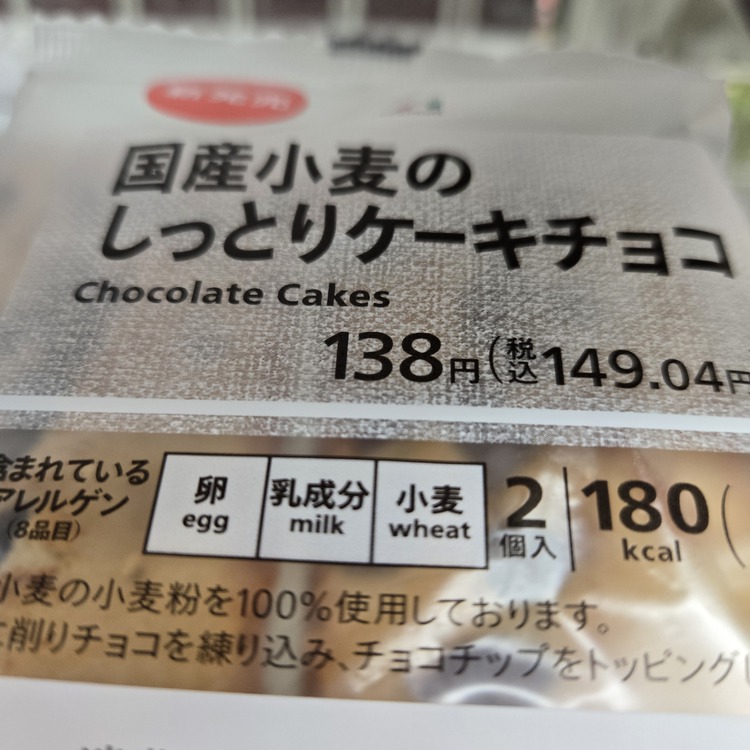 国産小麦の
しっとりケーキチョコ
Chocolate Cakes
138円(税込149.04円
含まれている
アレルゲン
(8品目)
卵
egg
乳成分
milk
小麦
wheat
2
個入
180
kcal
小麦の小麦粉を100%使用しております。
削りチョコを練り込み、チョコチップをトッピング